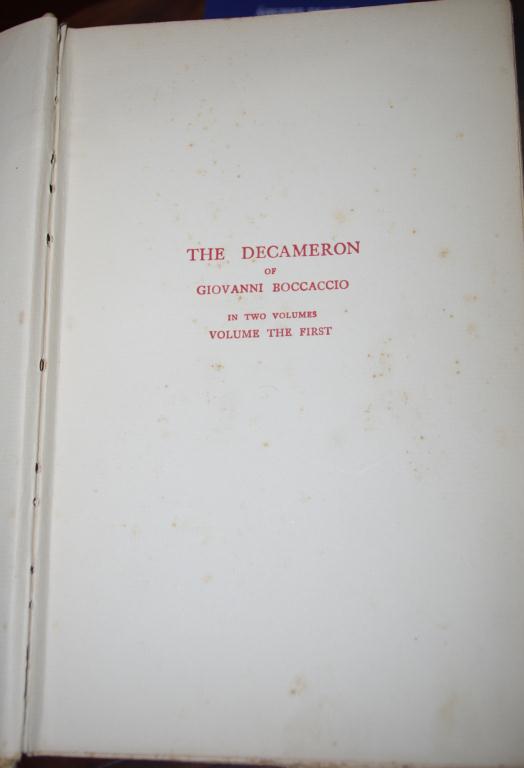 THE DECAMERON
OF
GIOVANNI BOCCACCIO
IN TWO VOLUMES
VOLUME THE FIRST